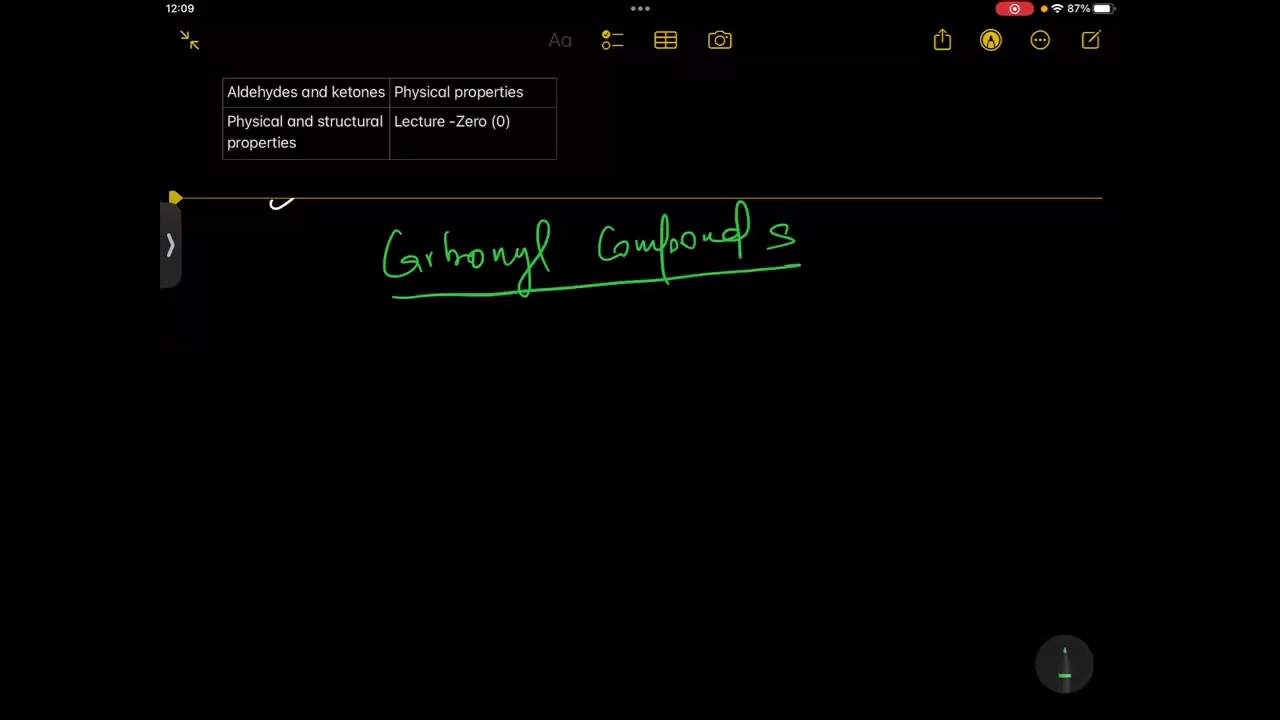 12:09
87%
Aa
Aldehydes and ketones Physical properties
Physical and structural Lecture -Zero (0)
properties
Carbonyl Compounds